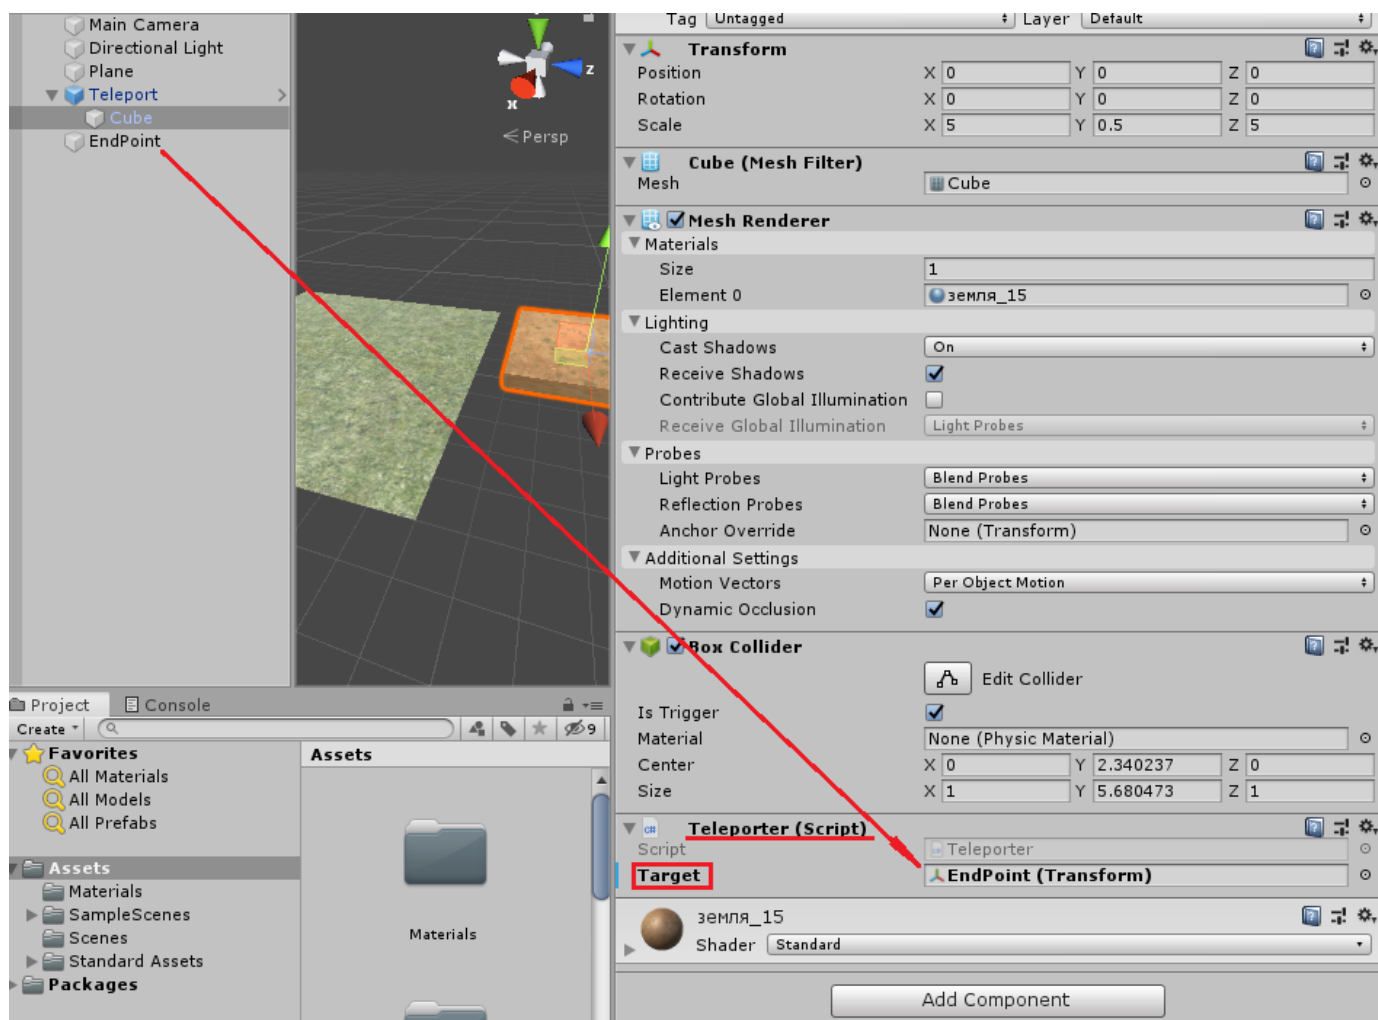 Main Camera
Directional Light
Plane
Teleport
Cube
EndPoint
z
x
Persp
Tag Untagged Layer Default
Transform
Position X 0 Y 0 Z 0
Rotation X 0 Y 0 Z 0
Scale X 5 Y 0.5 Z 5
Cube (Mesh Filter)
Mesh Cube
Mesh Renderer
Materials
Size 1
Element 0 земля_15
Lighting
Cast Shadows On
Receive Shadows
Contribute Global Illumination
Receive Global Illumination Light Probes
Probes
Light Probes Blend Probes
Reflection Probes Blend Probes
Anchor Override None (Transform)
Additional Settings
Motion Vectors Per Object Motion
Dynamic Occlusion
Box Collider
Edit Collider
Is Trigger
Material None (Physic Material)
Center X 0 Y 2.340237 Z 0
Size X 1 Y 5.680473 Z 1
c# Teleporter (Script)
Script Teleporter
Target EndPoint (Transform)
земля_15
Shader Standard
Add Component
Project Console
Create 9
Favorites
All Materials
All Models
All Prefabs
Assets
Materials
SampleScenes
Scenes
Standard Assets
Packages
Assets
Materials